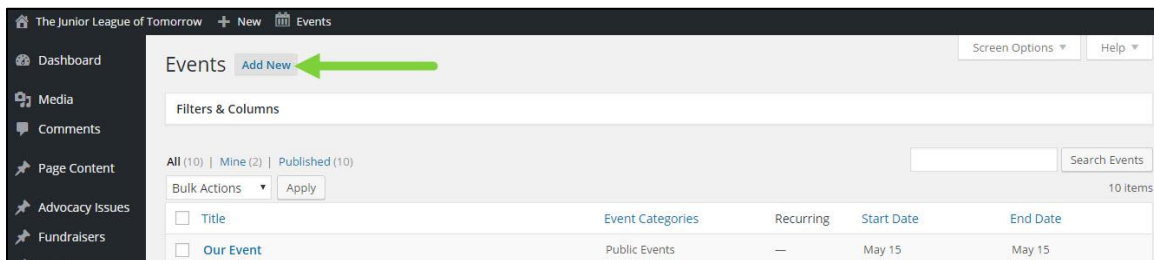 The Junior League of Tomorrow + New Events
Dashboard
Media
Comments
Page Content
Advocacy Issues
Fundraisers
Screen Options ▼ Help ▼
Events Add New
Filters & Columns
All (10) | Mine (2) | Published (10)
Search Events
Bulk Actions ▼ Apply
10 items
Title Event Categories Recurring Start Date End Date
Our Event Public Events — May 15 May 15